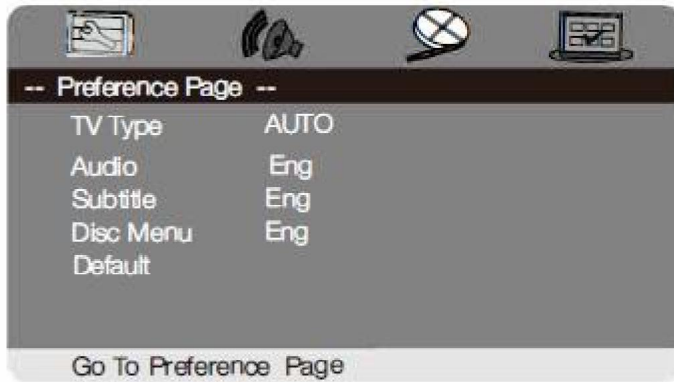 -- Preference Page --
TV Type AUTO
Audio Eng
Subtitle Eng
Disc Menu Eng
Default
Go To Preference Page